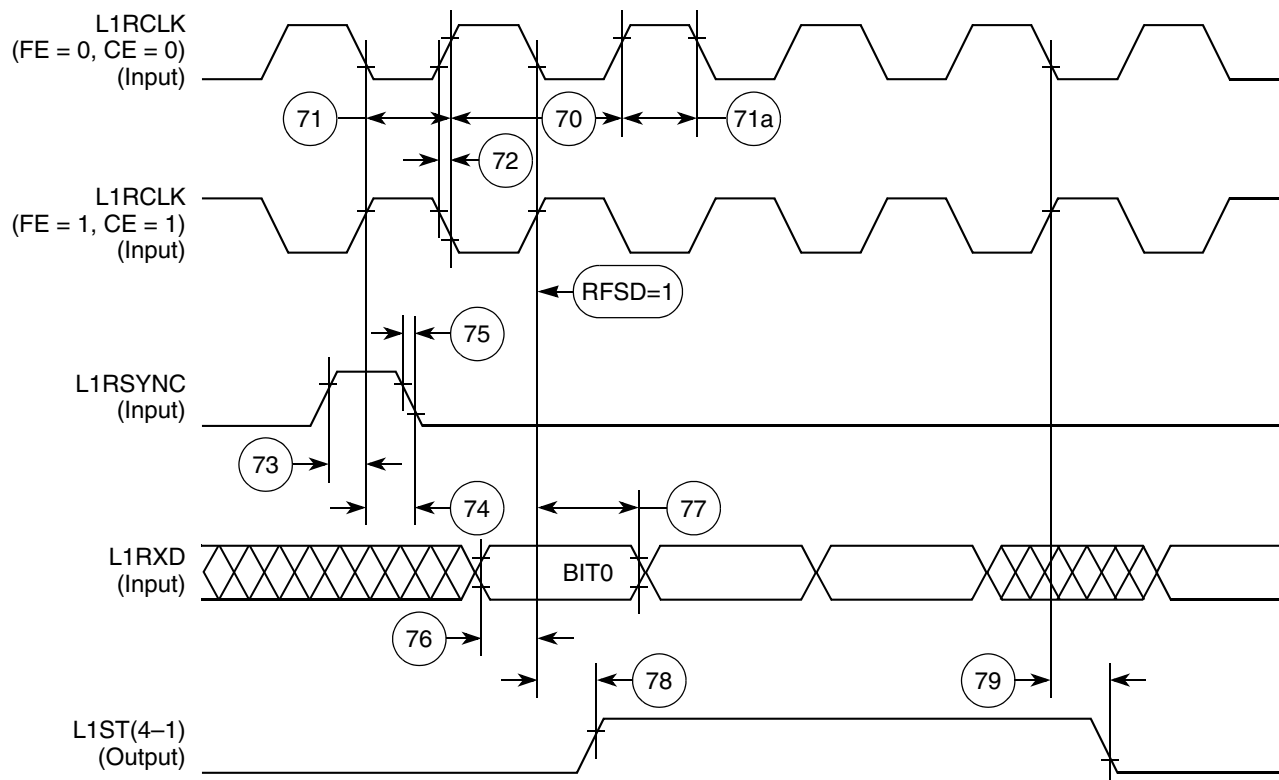 L1RCLK
(FE = 0, CE = 0)
(Input)
71
70
71a
72
L1RCLK
(FE = 1, CE = 1)
(Input)
RFSD=1
75
L1RSYNC
(Input)
73
74
77
L1RXD
(Input)
BIT0
76
78
79
L1ST(4–1)
(Output)